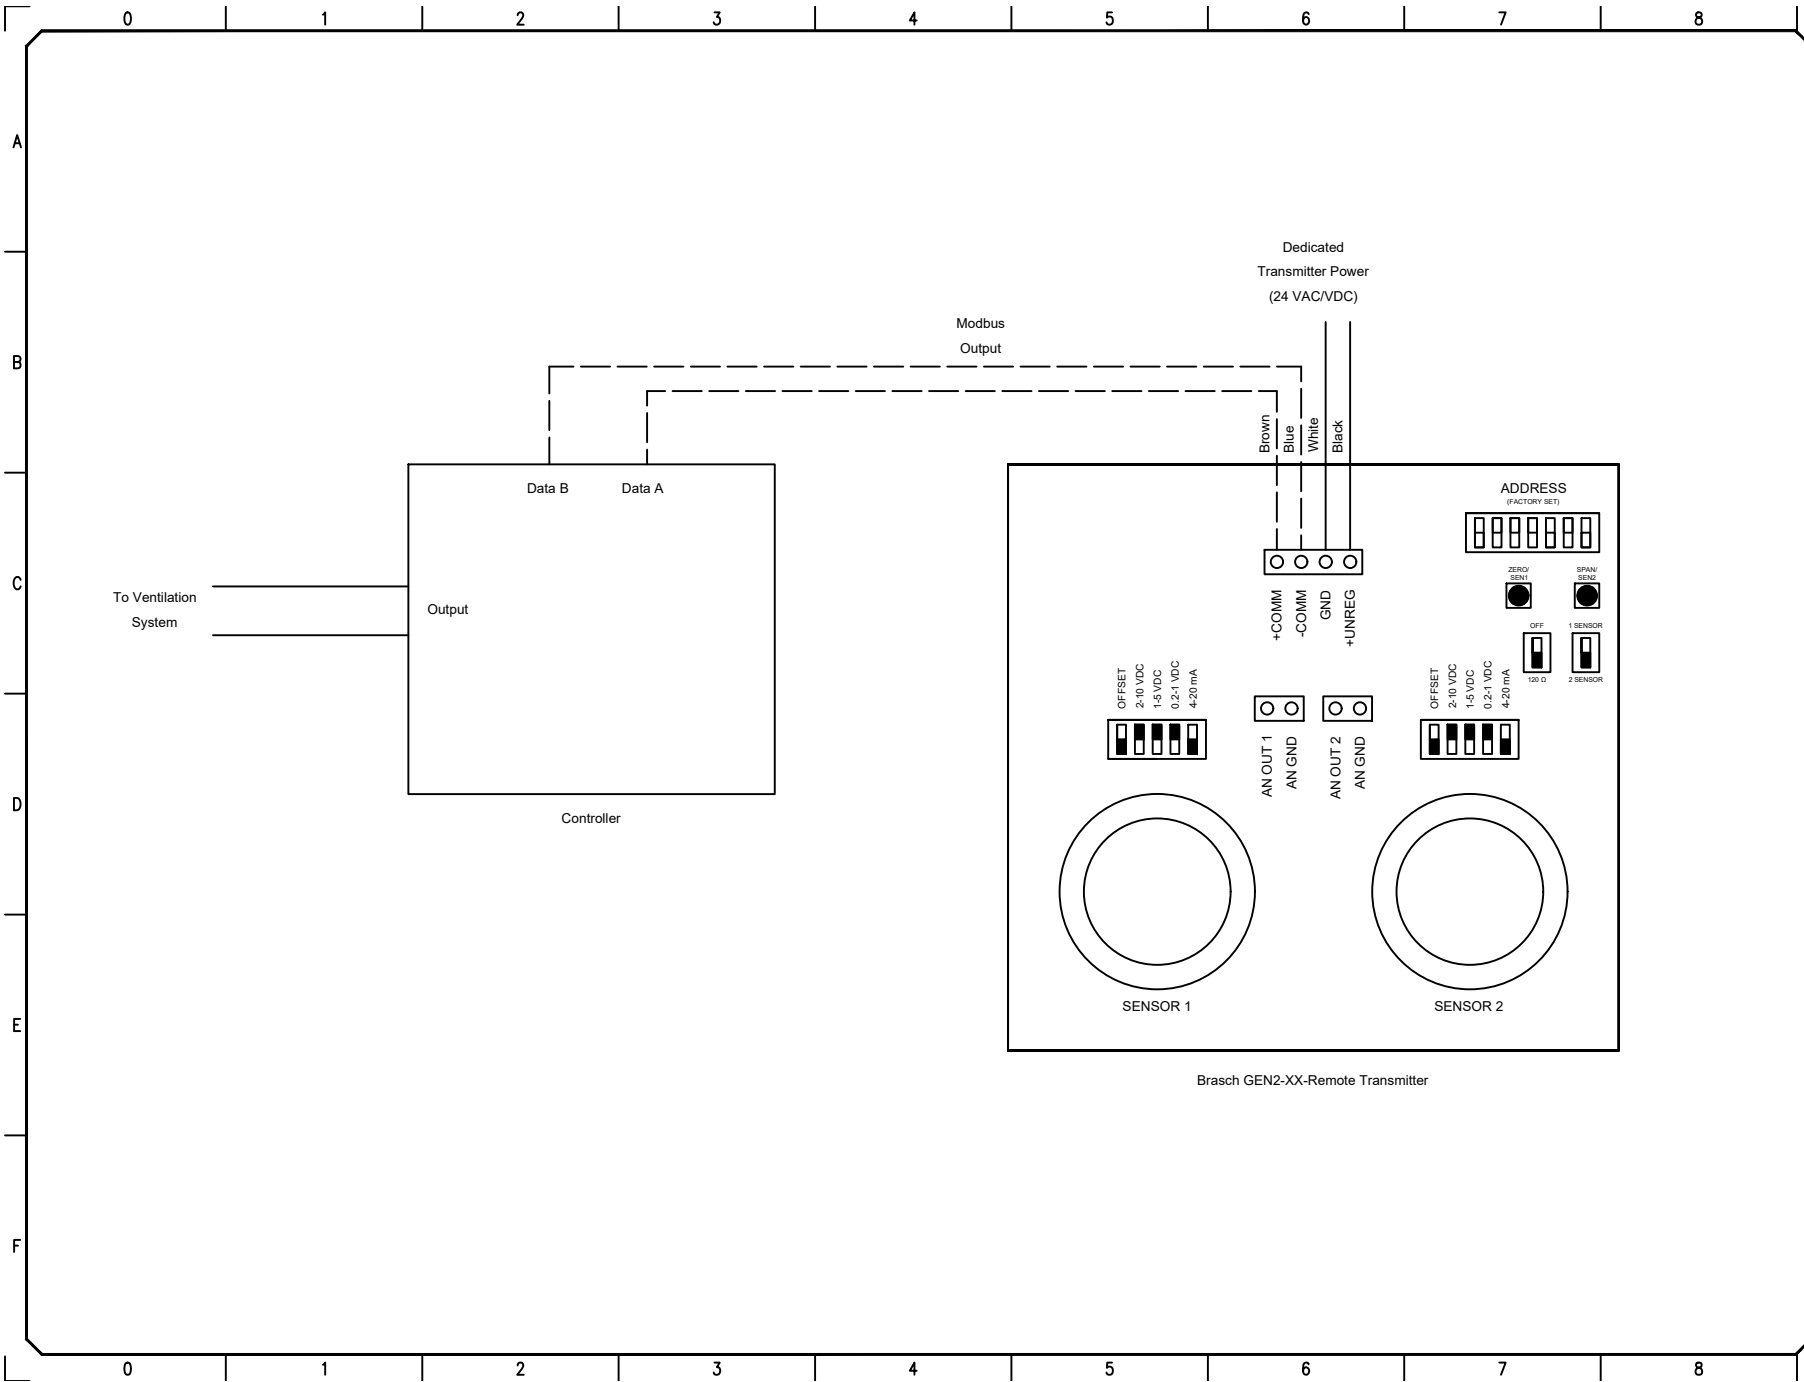 0 1 2 3 4 5 6 7 8
A
B
C
D
E
F
Dedicated
Transmitter Power
(24 VAC/VDC)
Modbus
Output
Brown
Blue
White
Black
Data B
Data A
To Ventilation
System
Output
Controller
ADDRESS
(FACTORY SET)
ZERO/
SEN1
SPAN/
SEN2
+COMM
-COMM
GND
+UNREG
OFF
120 Ω
1 SENSOR
2 SENSOR
OFFSET
2-10 VDC
1-5 VDC
0.2-1 VDC
4-20 mA
OFFSET
2-10 VDC
1-5 VDC
0.2-1 VDC
4-20 mA
AN OUT 1
AN GND
AN OUT 2
AN GND
SENSOR 1
SENSOR 2
Brasch GEN2-XX-Remote Transmitter
0 1 2 3 4 5 6 7 8